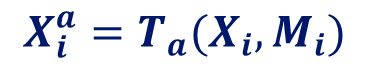 X_i^a = T_a(X_i, M_i)